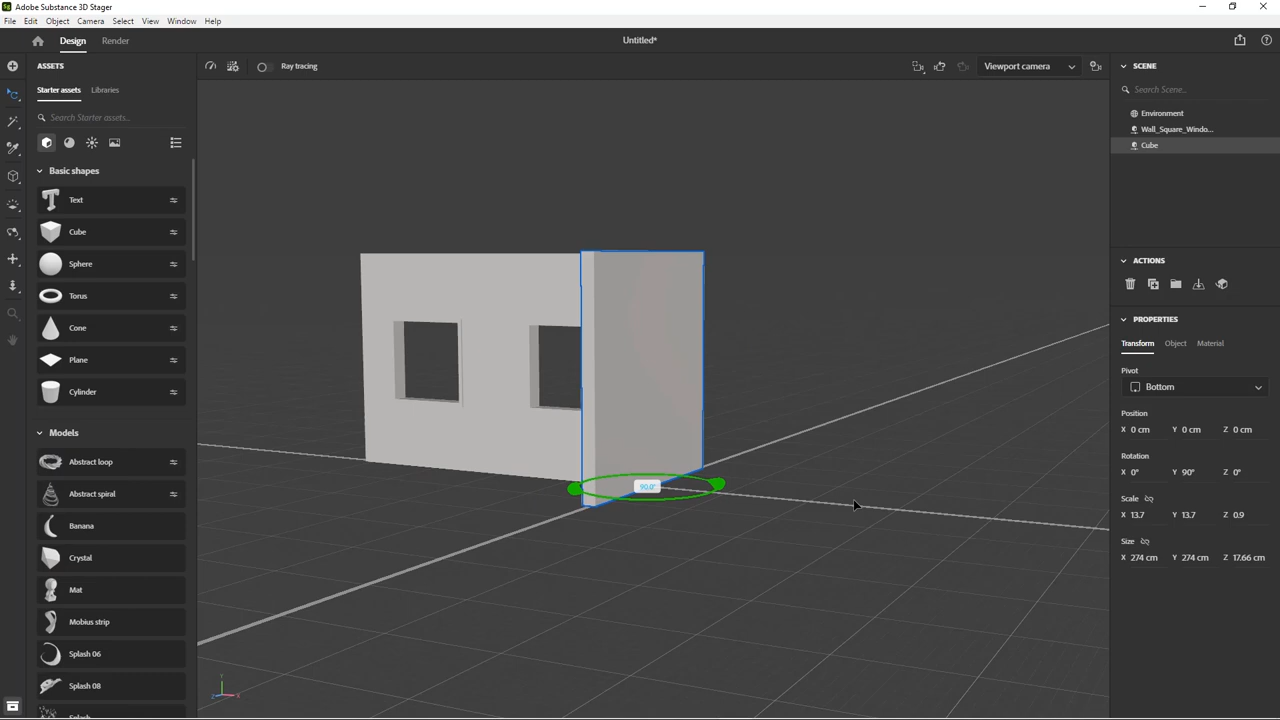 Sg Adobe Substance 3D Stager
File Edit Object Camera Select View Window Help
Design Render Untitled*
ASSETS
Starter assets Libraries
Search Starter assets...
Basic shapes
Text
Cube
Sphere
Torus
Cone
Plane
Cylinder
Models
Abstract loop
Abstract spiral
Banana
Crystal
Mat
Mobius strip
Splash 06
Splash 08
Splash
Ray tracing
Viewport camera
90.0°
Y
Z X
SCENE
Search Scene...
Environment
Wall_Square_Windo...
Cube
ACTIONS
PROPERTIES
Transform Object Material
Pivot
Bottom
Position
X 0 cm Y 0 cm Z 0 cm
Rotation
X 0° Y 90° Z 0°
Scale
X 13.7 Y 13.7 Z 0.9
Size
X 274 cm Y 274 cm Z 17.66 cm